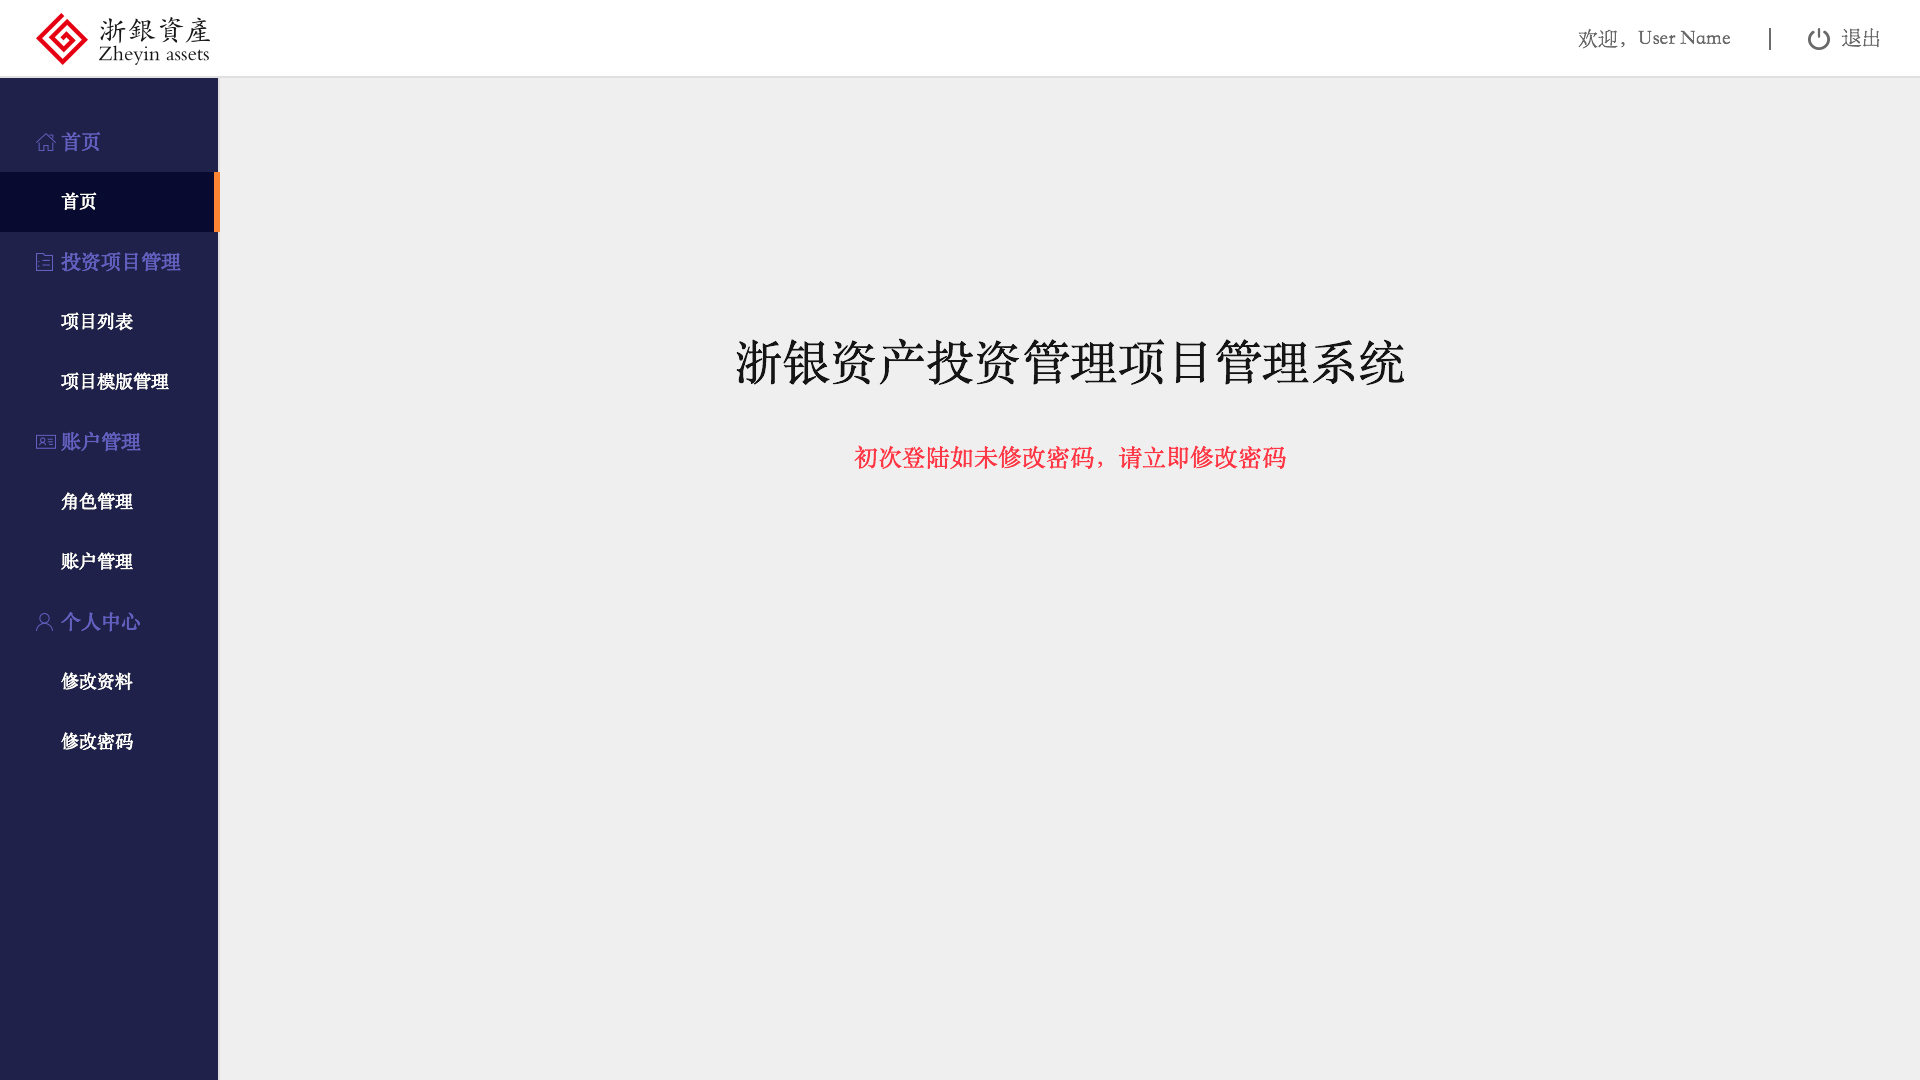 浙銀資產
Zheyin assets
欢迎，User Name
退出
首页
首页
投资项目管理
项目列表
项目模版管理
账户管理
角色管理
账户管理
个人中心
修改资料
修改密码
浙银资产投资管理项目管理系统
初次登陆如未修改密码，请立即修改密码